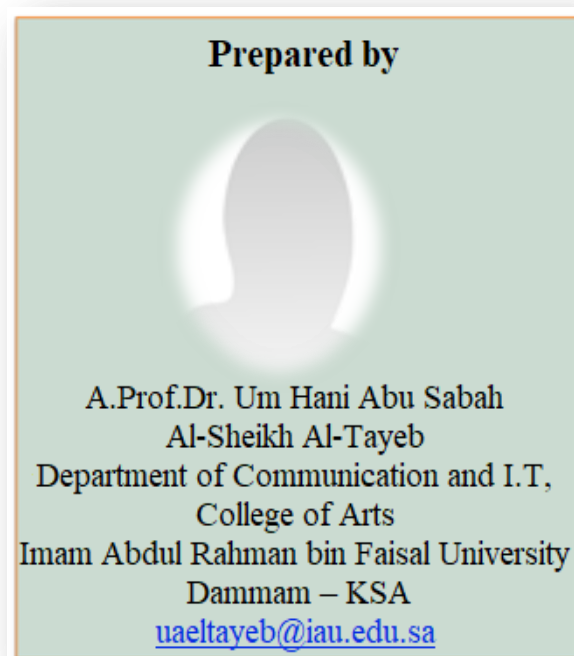 Prepared by
A.Prof.Dr. Um Hani Abu Sabah
Al-Sheikh Al-Tayeb
Department of Communication and I.T,
College of Arts
Imam Abdul Rahman bin Faisal University
Dammam – KSA
uaeltayeb@iau.edu.sa